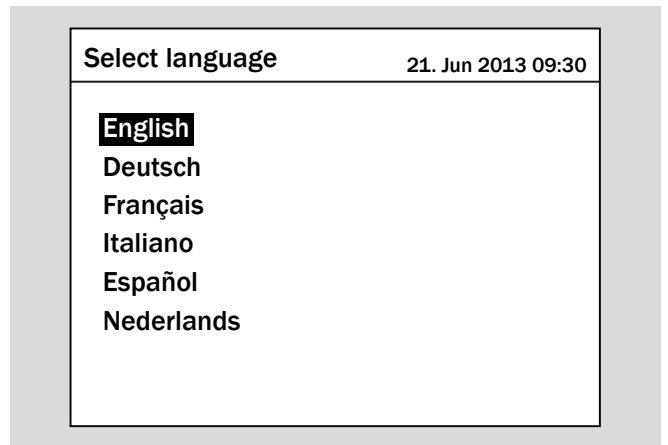 Select language
21. Jun 2013 09:30
English
Deutsch
Français
Italiano
Español
Nederlands